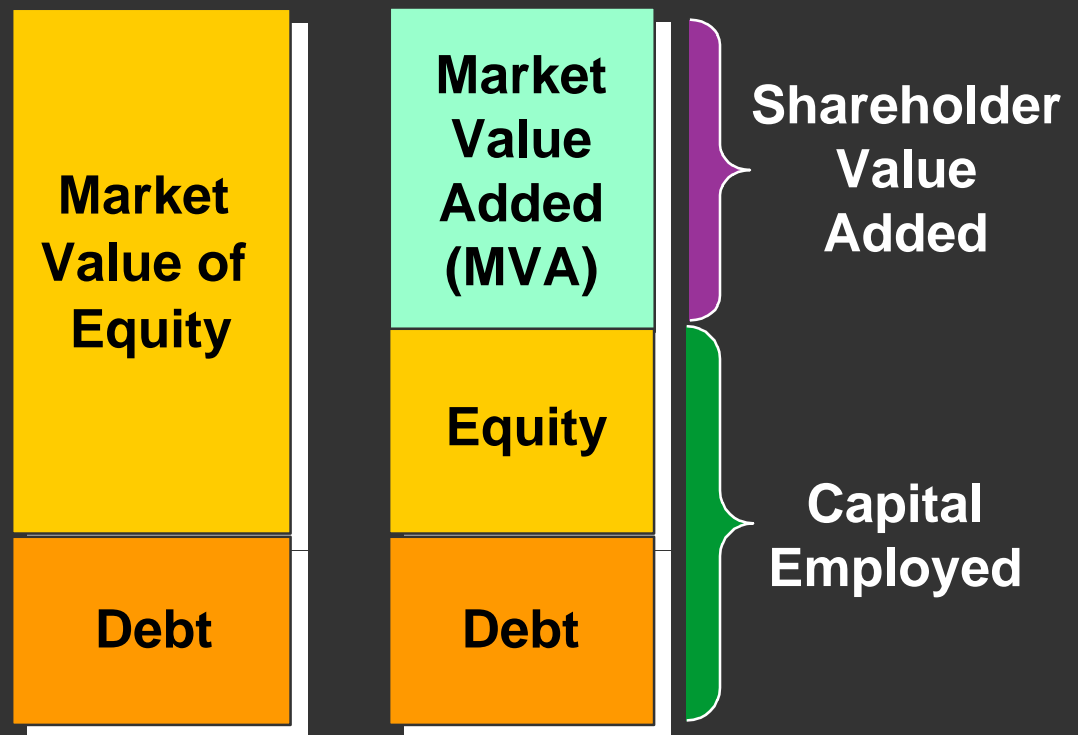 Market
Value of
Equity
Debt
Market
Value
Added
(MVA)
Equity
Debt
Shareholder
Value
Added
Capital
Employed